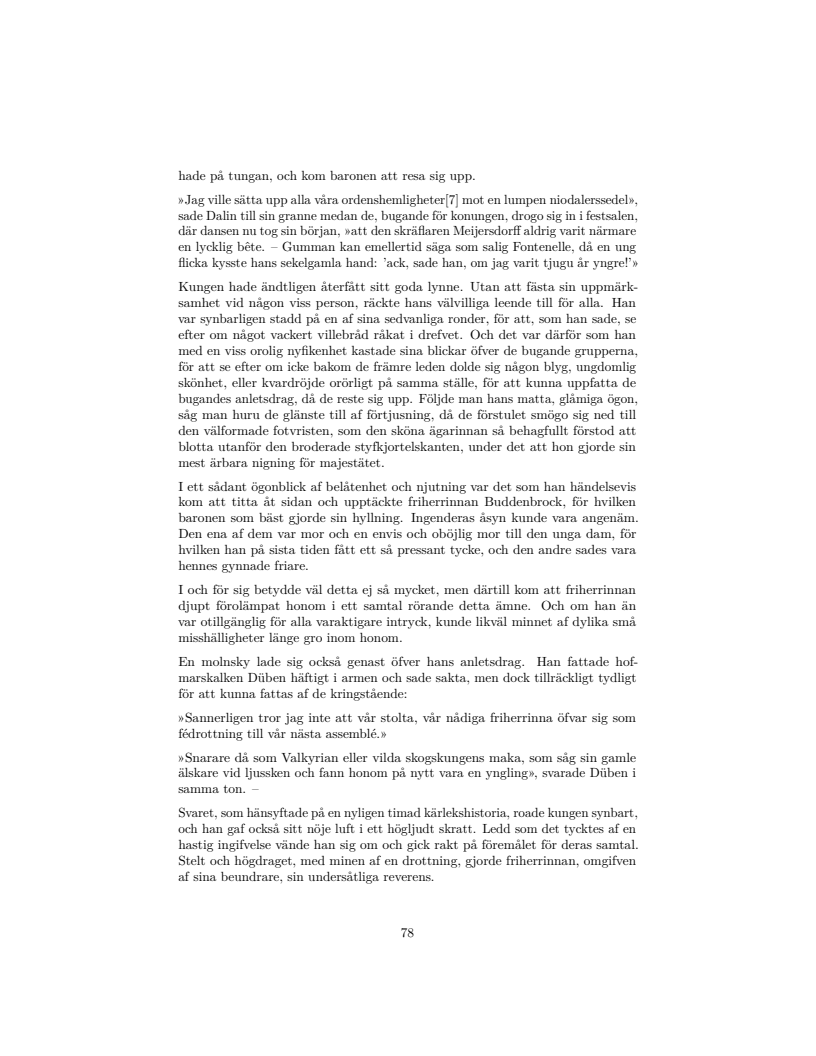 hade på tungan, och kom baronen att resa sig upp.
»Jag ville sätta upp alla våra ordenshemligheter[7] mot en lumpen niodalerssedel»,
sade Dalin till sin granne medan de, bugande för konungen, drogo sig in i festsalen,
där dansen nu tog sin början, »att den skräflaren Meijersdorff aldrig varit närmare
en lycklig bête. – Gumman kan emellertid säga som salig Fontenelle, då en ung
flicka kysste hans sekelgamla hand: ’ack, sade han, om jag varit tjugu år yngre!’»
Kungen hade ändtligen återfått sitt goda lynne. Utan att fästa sin uppmärk-
samhet vid någon viss person, räckte hans välvilliga leende till för alla. Han
var synbarligen stadd på en af sina sedvanliga ronder, för att, som han sade, se
efter om något vackert villebråd råkat i drefvet. Och det var därför som han
med en viss orolig nyfikenhet kastade sina blickar öfver de bugande grupperna,
för att se efter om icke bakom de främre leden dolde sig någon blyg, ungdomlig
skönhet, eller kvardröjde orörligt på samma ställe, för att kunna uppfatta de
bugandes anletsdrag, då de reste sig upp. Följde man hans matta, glåmiga ögon,
såg man huru de glänste till af förtjusning, då de förstulet smögo sig ned till
den välformade fotvristen, som den sköna ägarinnan så behagfullt förstod att
blotta utanför den broderade styfkjortelskanten, under det att hon gjorde sin
mest ärbara nigning för majestätet.
I ett sådant ögonblick af belåtenhet och njutning var det som han händelsevis
kom att titta åt sidan och upptäckte friherrinnan Buddenbrock, för hvilken
baronen som bäst gjorde sin hyllning. Ingenderas åsyn kunde vara angenäm.
Den ena af dem var mor och en envis och oböjlig mor till den unga dam, för
hvilken han på sista tiden fått ett så pressant tycke, och den andre sades vara
hennes gynnade friare.
I och för sig betydde väl detta ej så mycket, men därtill kom att friherrinnan
djupt förolämpat honom i ett samtal rörande detta ämne. Och om han än
var otillgänglig för alla varaktigare intryck, kunde likväl minnet af dylika små
misshälligheter länge gro inom honom.
En molnsky lade sig också genast öfver hans anletsdrag. Han fattade hof-
marskalken Düben häftigt i armen och sade sakta, men dock tillräckligt tydligt
för att kunna fattas af de kringstående:
»Sannerligen tror jag inte att vår stolta, vår nådiga friherrinna öfvar sig som
fédrottning till vår nästa assemblé.»
»Snarare då som Valkyrian eller vilda skogskungens maka, som såg sin gamle
älskare vid ljussken och fann honom på nytt vara en yngling», svarade Düben i
samma ton. –
Svaret, som hänsyftade på en nyligen timad kärlekshistoria, roade kungen synbart,
och han gaf också sitt nöje luft i ett högljudt skratt. Ledd som det tycktes af en
hastig ingifvelse vände han sig om och gick rakt på föremålet för deras samtal.
Stelt och högdraget, med minen af en drottning, gjorde friherrinnan, omgifven
af sina beundrare, sin undersåtliga reverens.
78